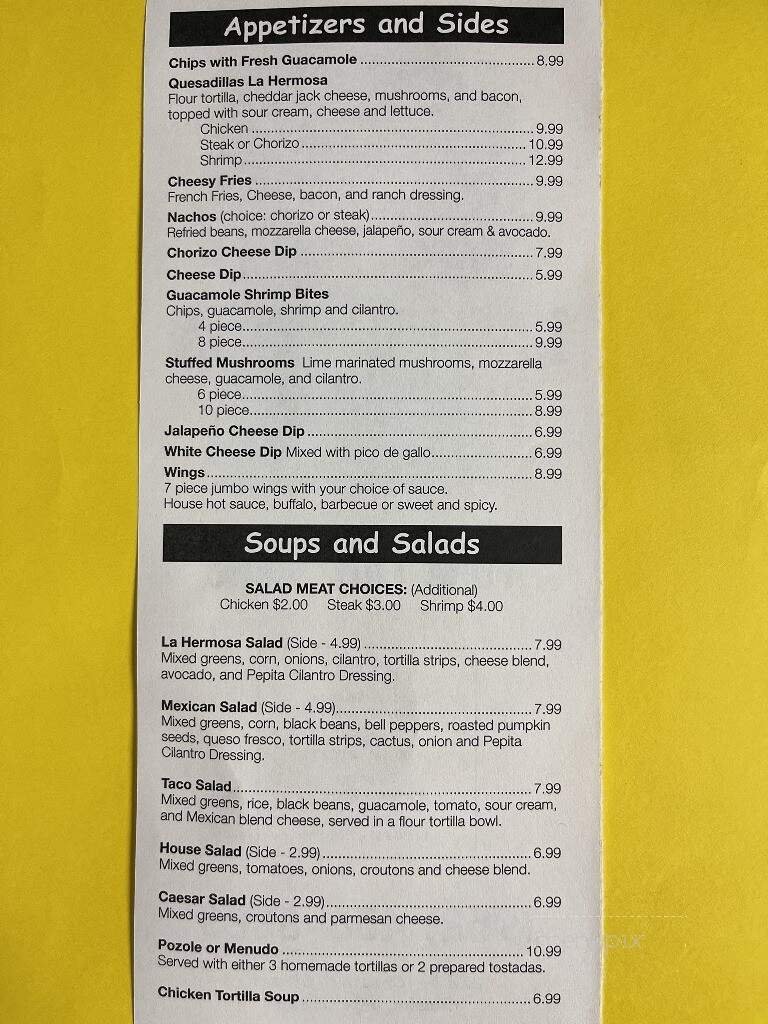 Appetizers and Sides
Chips with Fresh Guacamole ........................................ 8.99
Quesadillas La Hermosa
Flour tortilla, cheddar jack cheese, mushrooms, and bacon,
topped with sour cream, cheese and lettuce.
Chicken ........................................ 9.99
Steak or Chorizo ........................................ 10.99
Shrimp ........................................ 12.99
Cheesy Fries ........................................ 9.99
French Fries, Cheese, bacon, and ranch dressing.
Nachos (choice: chorizo or steak) ........................................ 9.99
Refried beans, mozzarella cheese, jalapeño, sour cream & avocado.
Chorizo Cheese Dip ........................................ 7.99
Cheese Dip ........................................ 5.99
Guacamole Shrimp Bites
Chips, guacamole, shrimp and cilantro.
4 piece ........................................ 5.99
8 piece ........................................ 9.99
Stuffed Mushrooms Lime marinated mushrooms, mozzarella
cheese, guacamole, and cilantro.
6 piece ........................................ 5.99
10 piece ........................................ 8.99
Jalapeño Cheese Dip ........................................ 6.99
White Cheese Dip Mixed with pico de gallo ........................................ 6.99
Wings ........................................ 8.99
7 piece jumbo wings with your choice of sauce.
House hot sauce, buffalo, barbecue or sweet and spicy.
Soups and Salads
SALAD MEAT CHOICES: (Additional)
Chicken $2.00 Steak $3.00 Shrimp $4.00
La Hermosa Salad (Side - 4.99) ........................................ 7.99
Mixed greens, corn, onions, cilantro, tortilla strips, cheese blend,
avocado, and Pepita Cilantro Dressing.
Mexican Salad (Side - 4.99) ........................................ 7.99
Mixed greens, corn, black beans, bell peppers, roasted pumpkin
seeds, queso fresco, tortilla strips, cactus, onion and Pepita
Cilantro Dressing.
Taco Salad ........................................ 7.99
Mixed greens, rice, black beans, guacamole, tomato, sour cream,
and Mexican blend cheese, served in a flour tortilla bowl.
House Salad (Side - 2.99) ........................................ 6.99
Mixed greens, tomatoes, onions, croutons and cheese blend.
Caesar Salad (Side - 2.99) ........................................ 6.99
Mixed greens, croutons and parmesan cheese.
Pozole or Menudo ........................................ 10.99
Served with either 3 homemade tortillas or 2 prepared tostadas.
Chicken Tortilla Soup ........................................ 6.99